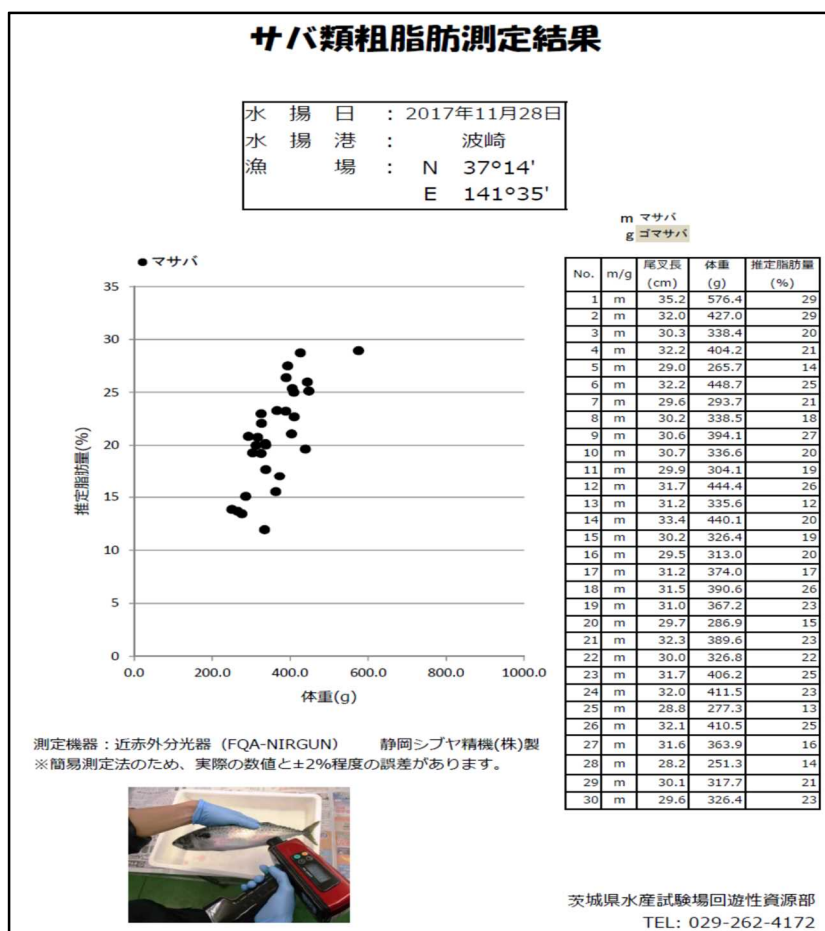 サバ類粗脂肪測定結果
水揚日：2017年11月28日
水揚港：波崎
漁場：N 37°14'
E 141°35'
m マサバ
g ゴマサバ
●マサバ
35
30
25
20
15
10
5
0
推定脂肪量(%)
0.0 200.0 400.0 600.0 800.0 1000.0
体重(g)
No. m/g 尾叉長(cm) 体重(g) 推定脂肪量(%)
1 m 35.2 576.4 29
2 m 32.0 427.0 29
3 m 30.3 338.4 20
4 m 32.2 404.2 21
5 m 29.0 265.7 14
6 m 32.2 448.7 25
7 m 29.6 293.7 21
8 m 30.2 338.5 18
9 m 30.6 394.1 27
10 m 30.7 336.6 20
11 m 29.9 304.1 19
12 m 31.7 444.4 26
13 m 31.2 335.6 12
14 m 33.4 440.1 20
15 m 30.2 326.4 19
16 m 29.5 313.0 20
17 m 31.2 374.0 17
18 m 31.5 390.6 26
19 m 31.0 367.2 23
20 m 29.7 286.9 15
21 m 32.3 389.6 23
22 m 30.0 326.8 22
23 m 31.7 406.2 25
24 m 32.0 411.5 23
25 m 28.8 277.3 13
26 m 32.1 410.5 25
27 m 31.6 363.9 16
28 m 28.2 251.3 14
29 m 30.1 317.7 21
30 m 29.6 326.4 23
測定機器：近赤外分光器（FQA-NIRGUN） 静岡シブヤ精機(株)製
※簡易測定法のため、実際の数値と±2%程度の誤差があります。
茨城県水産試験場回遊性資源部
TEL: 029-262-4172